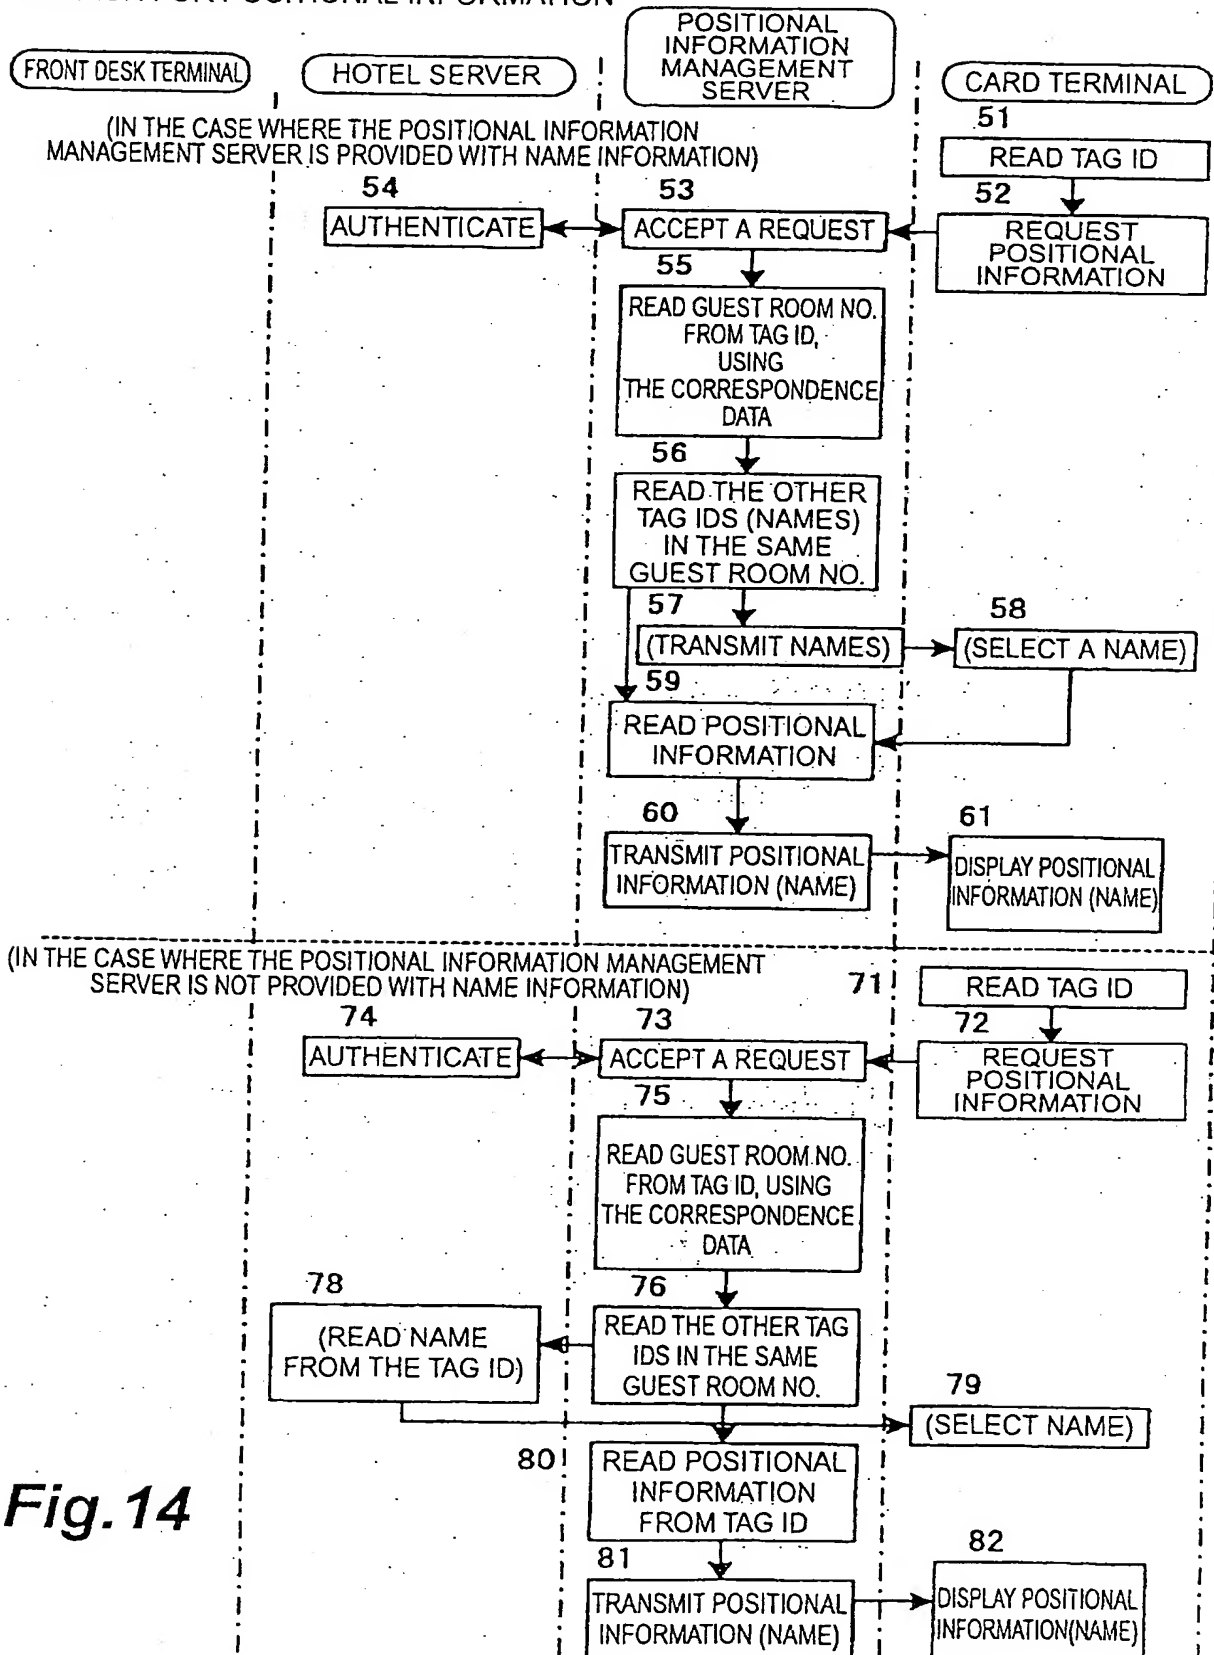 POSITIONAL INFORMATION
FRONT DESK TERMINAL
HOTEL SERVER
POSITIONAL
INFORMATION
MANAGEMENT
SERVER
CARD TERMINAL
(IN THE CASE WHERE THE POSITIONAL INFORMATION
MANAGEMENT SERVER IS PROVIDED WITH NAME INFORMATION)
51
READ TAG ID
52
REQUEST
POSITIONAL
INFORMATION
53
ACCEPT A REQUEST
54
AUTHENTICATE
55
READ GUEST ROOM NO.
FROM TAG ID,
USING
THE CORRESPONDENCE
DATA
56
READ THE OTHER
TAG IDS (NAMES)
IN THE SAME
GUEST ROOM NO.
57
(TRANSMIT NAMES)
58
(SELECT A NAME)
59
READ POSITIONAL
INFORMATION
60
TRANSMIT POSITIONAL
INFORMATION (NAME)
61
DISPLAY POSITIONAL
INFORMATION (NAME)
(IN THE CASE WHERE THE POSITIONAL INFORMATION MANAGEMENT
SERVER IS NOT PROVIDED WITH NAME INFORMATION)
71
READ TAG ID
72
REQUEST
POSITIONAL
INFORMATION
73
ACCEPT A REQUEST
74
AUTHENTICATE
75
READ GUEST ROOM NO.
FROM TAG ID, USING
THE CORRESPONDENCE
DATA
76
READ THE OTHER TAG
IDS IN THE SAME
GUEST ROOM NO.
78
(READ NAME
FROM THE TAG ID)
79
(SELECT NAME)
80
READ POSITIONAL
INFORMATION
FROM TAG ID
81
TRANSMIT POSITIONAL
INFORMATION (NAME)
82
DISPLAY POSITIONAL
INFORMATION(NAME)
Fig.14